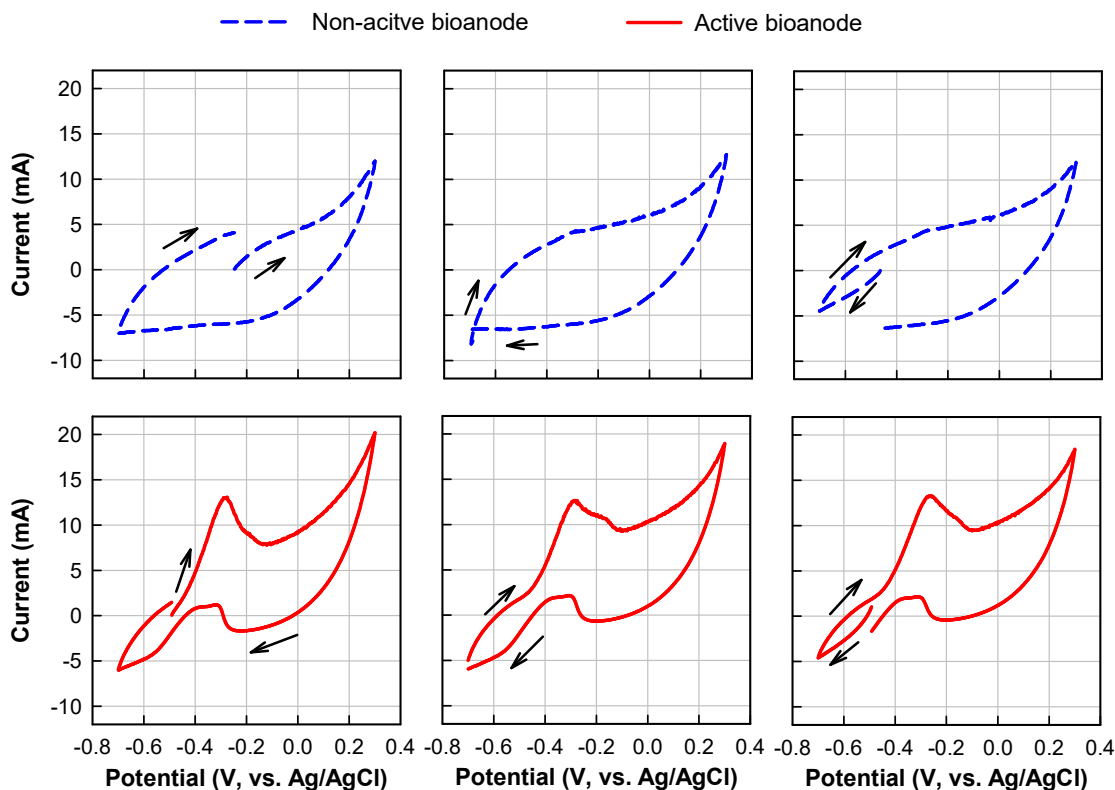 Non-acitve bioanode Active bioanode
20
15
10
5
0
-5
-10
Current (mA)
20
15
10
5
0
-5
-10
Current (mA)
-0.8 -0.6 -0.4 -0.2 0.0 0.2 0.4
-0.8 -0.6 -0.4 -0.2 0.0 0.2 0.4
-0.8 -0.6 -0.4 -0.2 0.0 0.2 0.4
Potential (V, vs. Ag/AgCl) Potential (V, vs. Ag/AgCl) Potential (V, vs. Ag/AgCl)